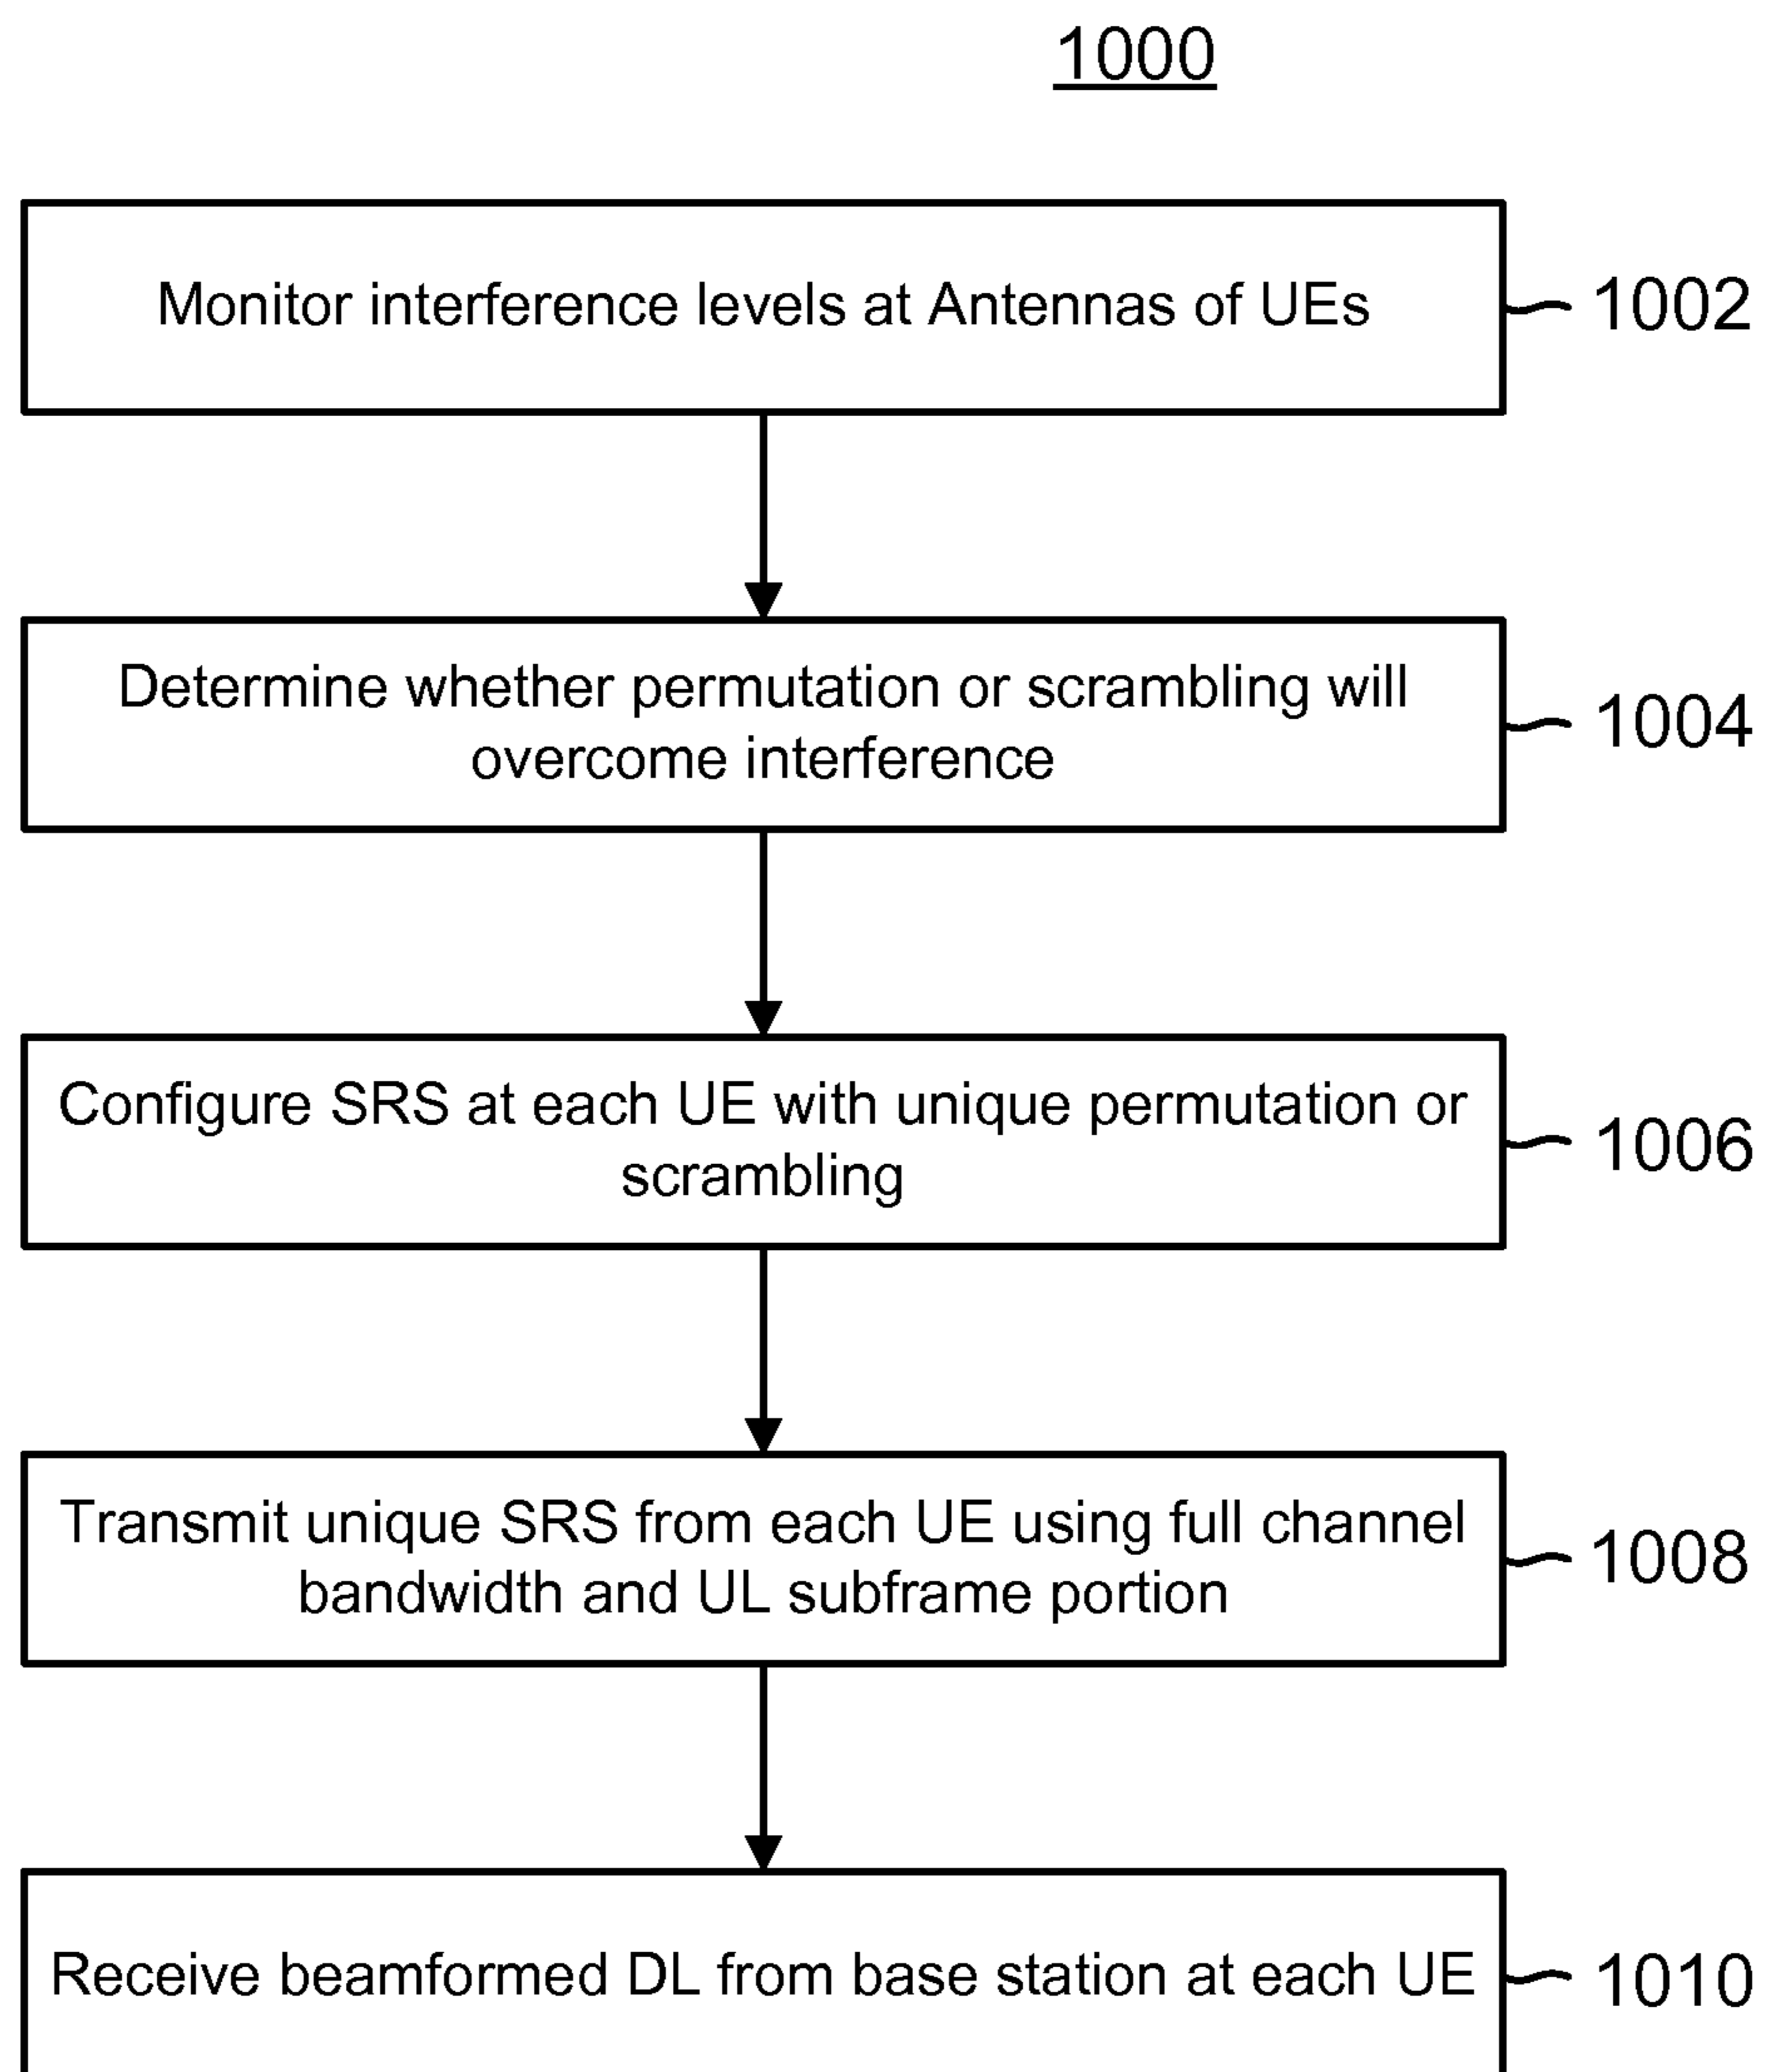 1000
Monitor interference levels at Antennas of UEs
1002
Determine whether permutation or scrambling will
overcome interference
1004
Configure SRS at each UE with unique permutation or
scrambling
1006
Transmit unique SRS from each UE using full channel
bandwidth and UL subframe portion
1008
Receive beamformed DL from base station at each UE
1010